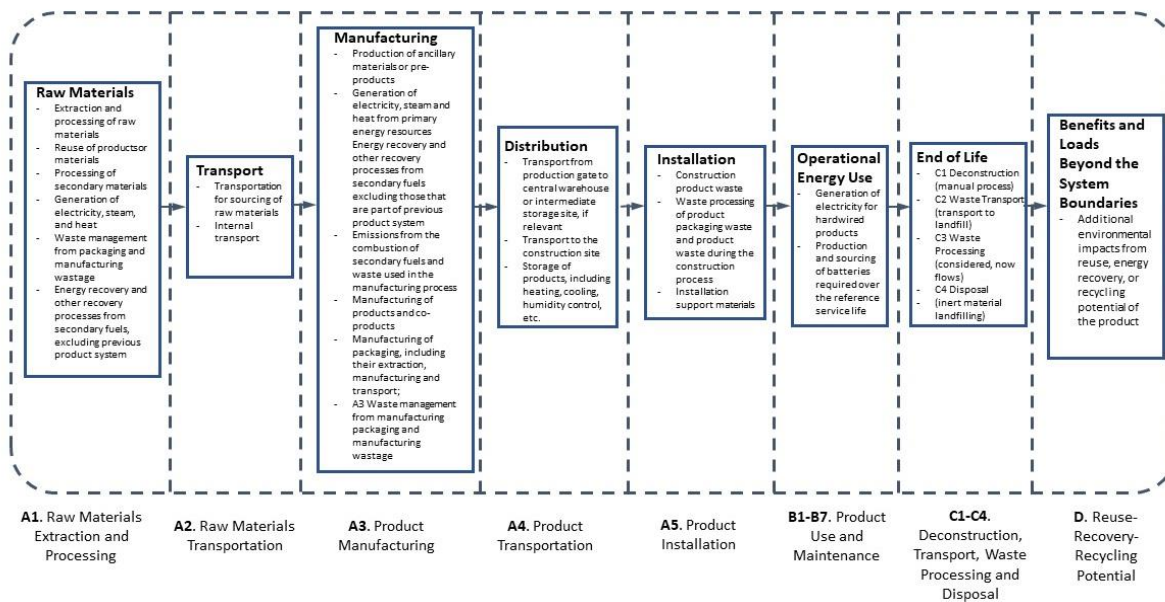 Raw Materials
- Extraction and
processing of raw
materials
- Reuse of productsor
materials
- Processing of
secondary materials
- Generation of
electricity, steam, and
heat
- Waste management
from packaging and
manufacturing
wastage
- Energy recovery and
other recovery
processes from
secondary fuels,
excluding previous
product system
Transport
- Transportation
for sourcing of
raw materials
- Internal
transport
Manufacturing
- Production of ancillary
materials or pre-
products
- Generation of
electricity, steam and
heat from primary
energy resources
Energy recovery and
other recovery
processes from
secondary fuels
excluding those that
are part of previous
product system
- Emissions from the
combustion of
secondary fuels and
waste used in the
manufacturing process
- Manufacturing of
products and co-
products
- Manufacturing of
packaging, including
their extraction,
manufacturing and
transport;
- A3 Waste management
from manufacturing
packaging and
manufacturing
wastage
Distribution
- Transport from
production gate to
central warehouse
or intermediate
storage site, if
relevant
- Transport to the
construction site
- Storage of
products, including
heating, cooling,
humidity control,
etc.
Installation
- Construction
product waste
- Waste processing of
product
packaging waste
and product
waste during the
construction
process
- Installation
support materials
Operational
Energy Use
- Generation of
electricity for
hardwired
products
- Production
and sourcing
of batteries
required over
the reference
service life
End of Life
- C1 Deconstruction
(manual process)
- C2 Waste Transport
(transport to
landfill)
- C3 Waste
Processing
(considered, now
flows)
- C4 Disposal
- (inert material
landfilling)
Benefits and
Loads
Beyond the
System
Boundaries
- Additional
environmental
impacts from
reuse, energy
recovery, or
recycling
potential of
the product
A1. Raw Materials
Extraction and
Processing
A2. Raw Materials
Transportation
A3. Product
Manufacturing
A4. Product
Transportation
A5. Product
Installation
B1-B7. Product
Use and
Maintenance
C1-C4.
Deconstruction,
Transport, Waste
Processing and
Disposal
D. Reuse-
Recovery-
Recycling
Potential